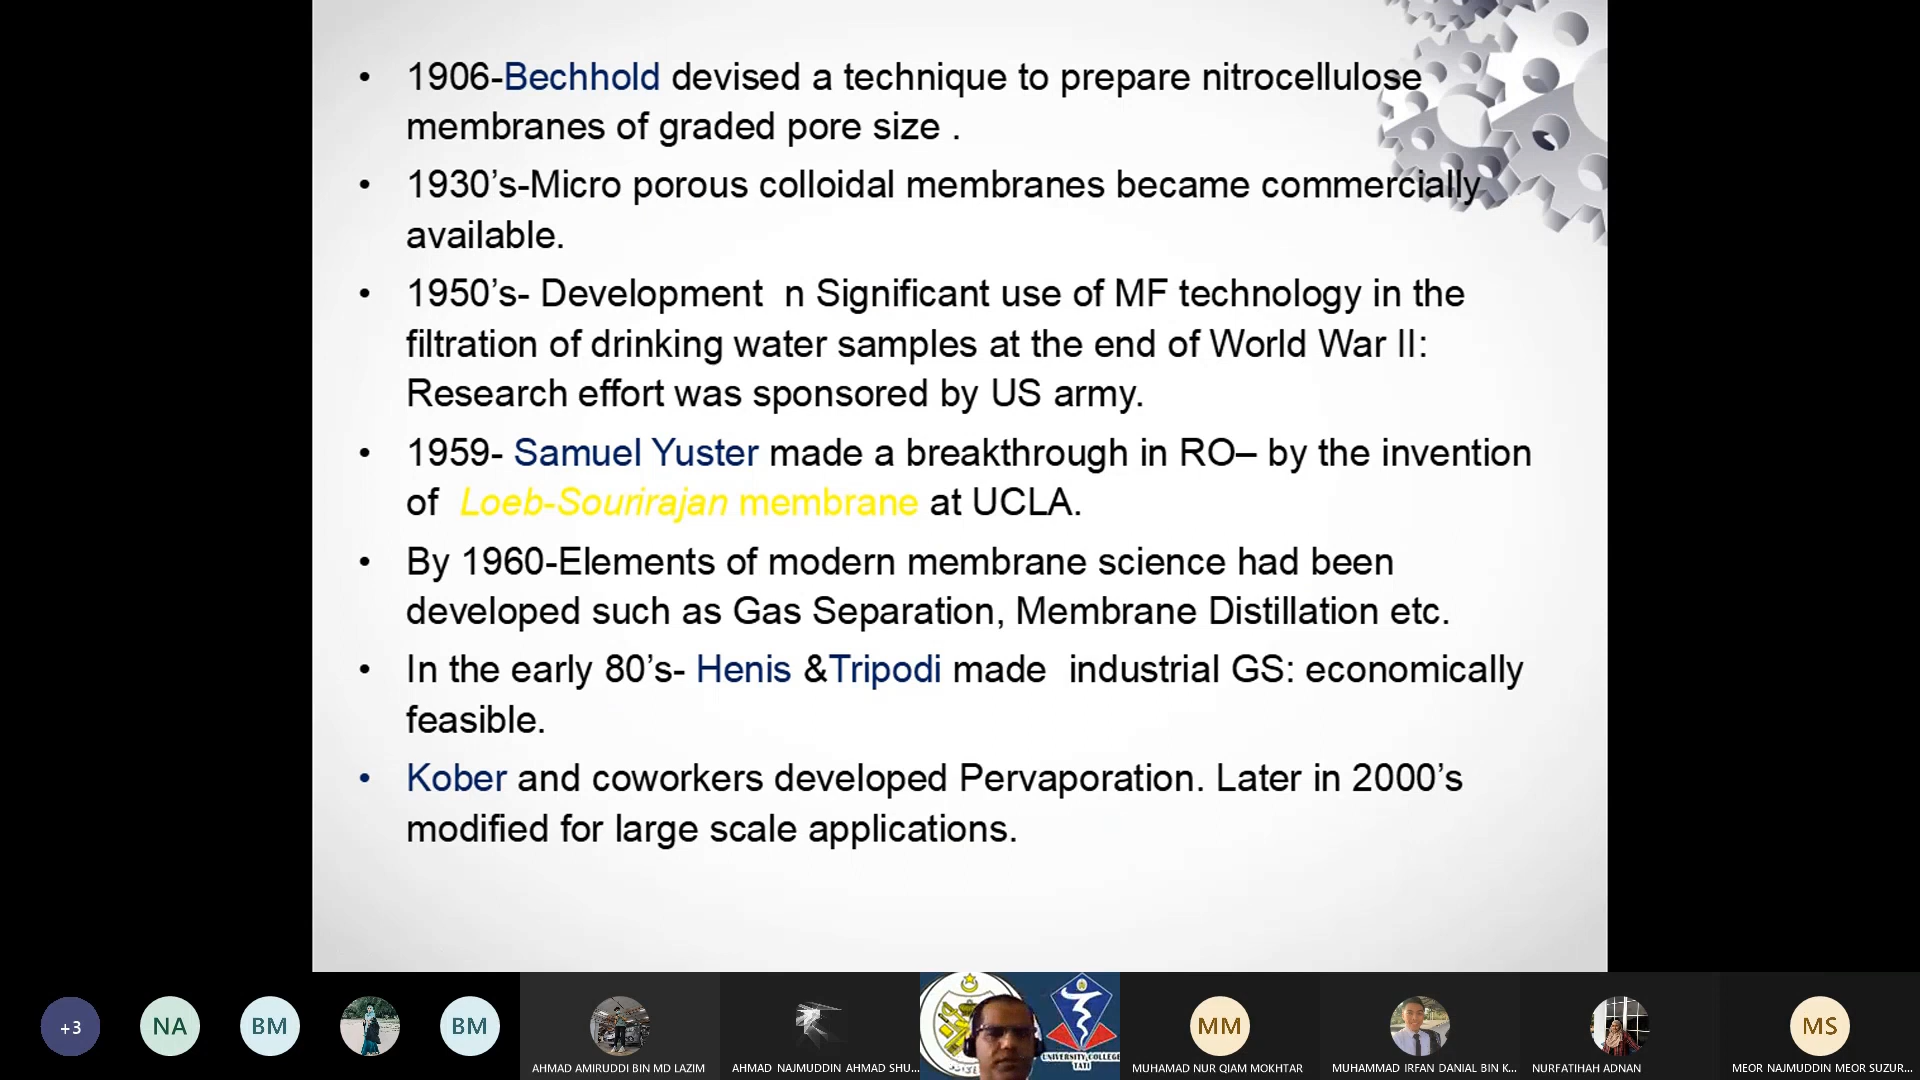 • 1906-Bechhold devised a technique to prepare nitrocellulose
membranes of graded pore size .
• 1930’s-Micro porous colloidal membranes became commercially
available.
• 1950’s- Development  n Significant use of MF technology in the
filtration of drinking water samples at the end of World War II:
Research effort was sponsored by US army.
• 1959- Samuel Yuster made a breakthrough in RO– by the invention
of  Loeb-Sourirajan membrane at UCLA.
• By 1960-Elements of modern membrane science had been
developed such as Gas Separation, Membrane Distillation etc.
• In the early 80’s- Henis &Tripodi made  industrial GS: economically
feasible.
• Kober and coworkers developed Pervaporation. Later in 2000’s
modified for large scale applications.
+3
NA
BM
BM
AHMAD AMIRUDDI BIN MD LAZIM
AHMAD NAJMUDDIN AHMAD SHU...
UNIVERSITY COLLEGE
TATI
MM
MUHAMAD NUR QIAM MOKHTAR
MUHAMMAD IRFAN DANIAL BIN K...
NURFATIHAH ADNAN
MS
MEOR NAJMUDDIN MEOR SUZUR...